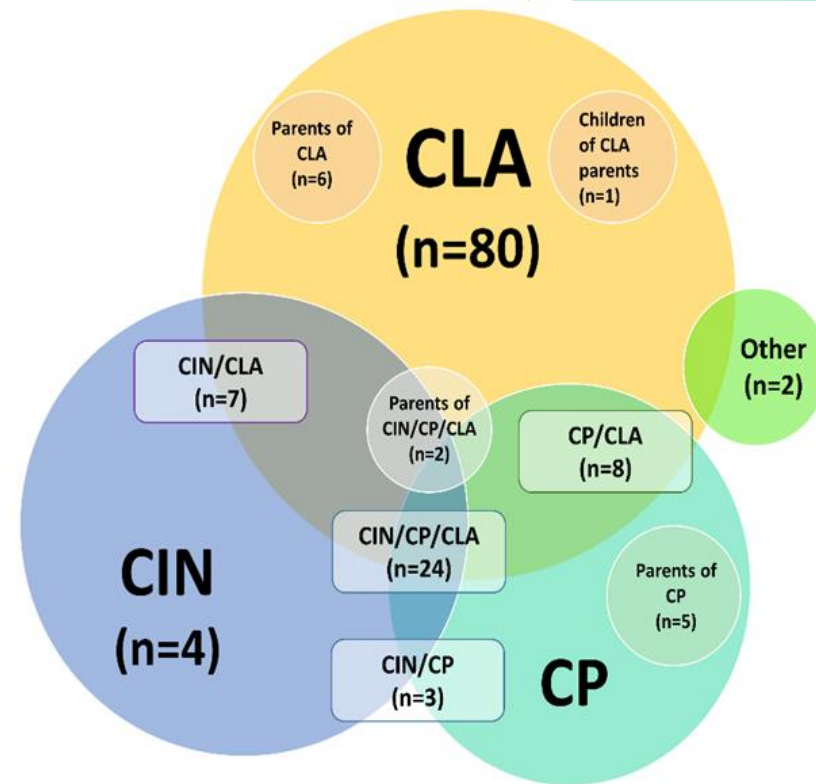 Parents of
CLA
(n=6)
CLA
(n=80)
Children
of CLA
parents
(n=1)
Other
(n=2)
CIN/CLA
(n=7)
Parents of
CIN/CP/CLA
(n=2)
CP/CLA
(n=8)
CIN/CP/CLA
(n=24)
CIN
(n=4)
Parents of
CP
(n=5)
CIN/CP
(n=3)
CP